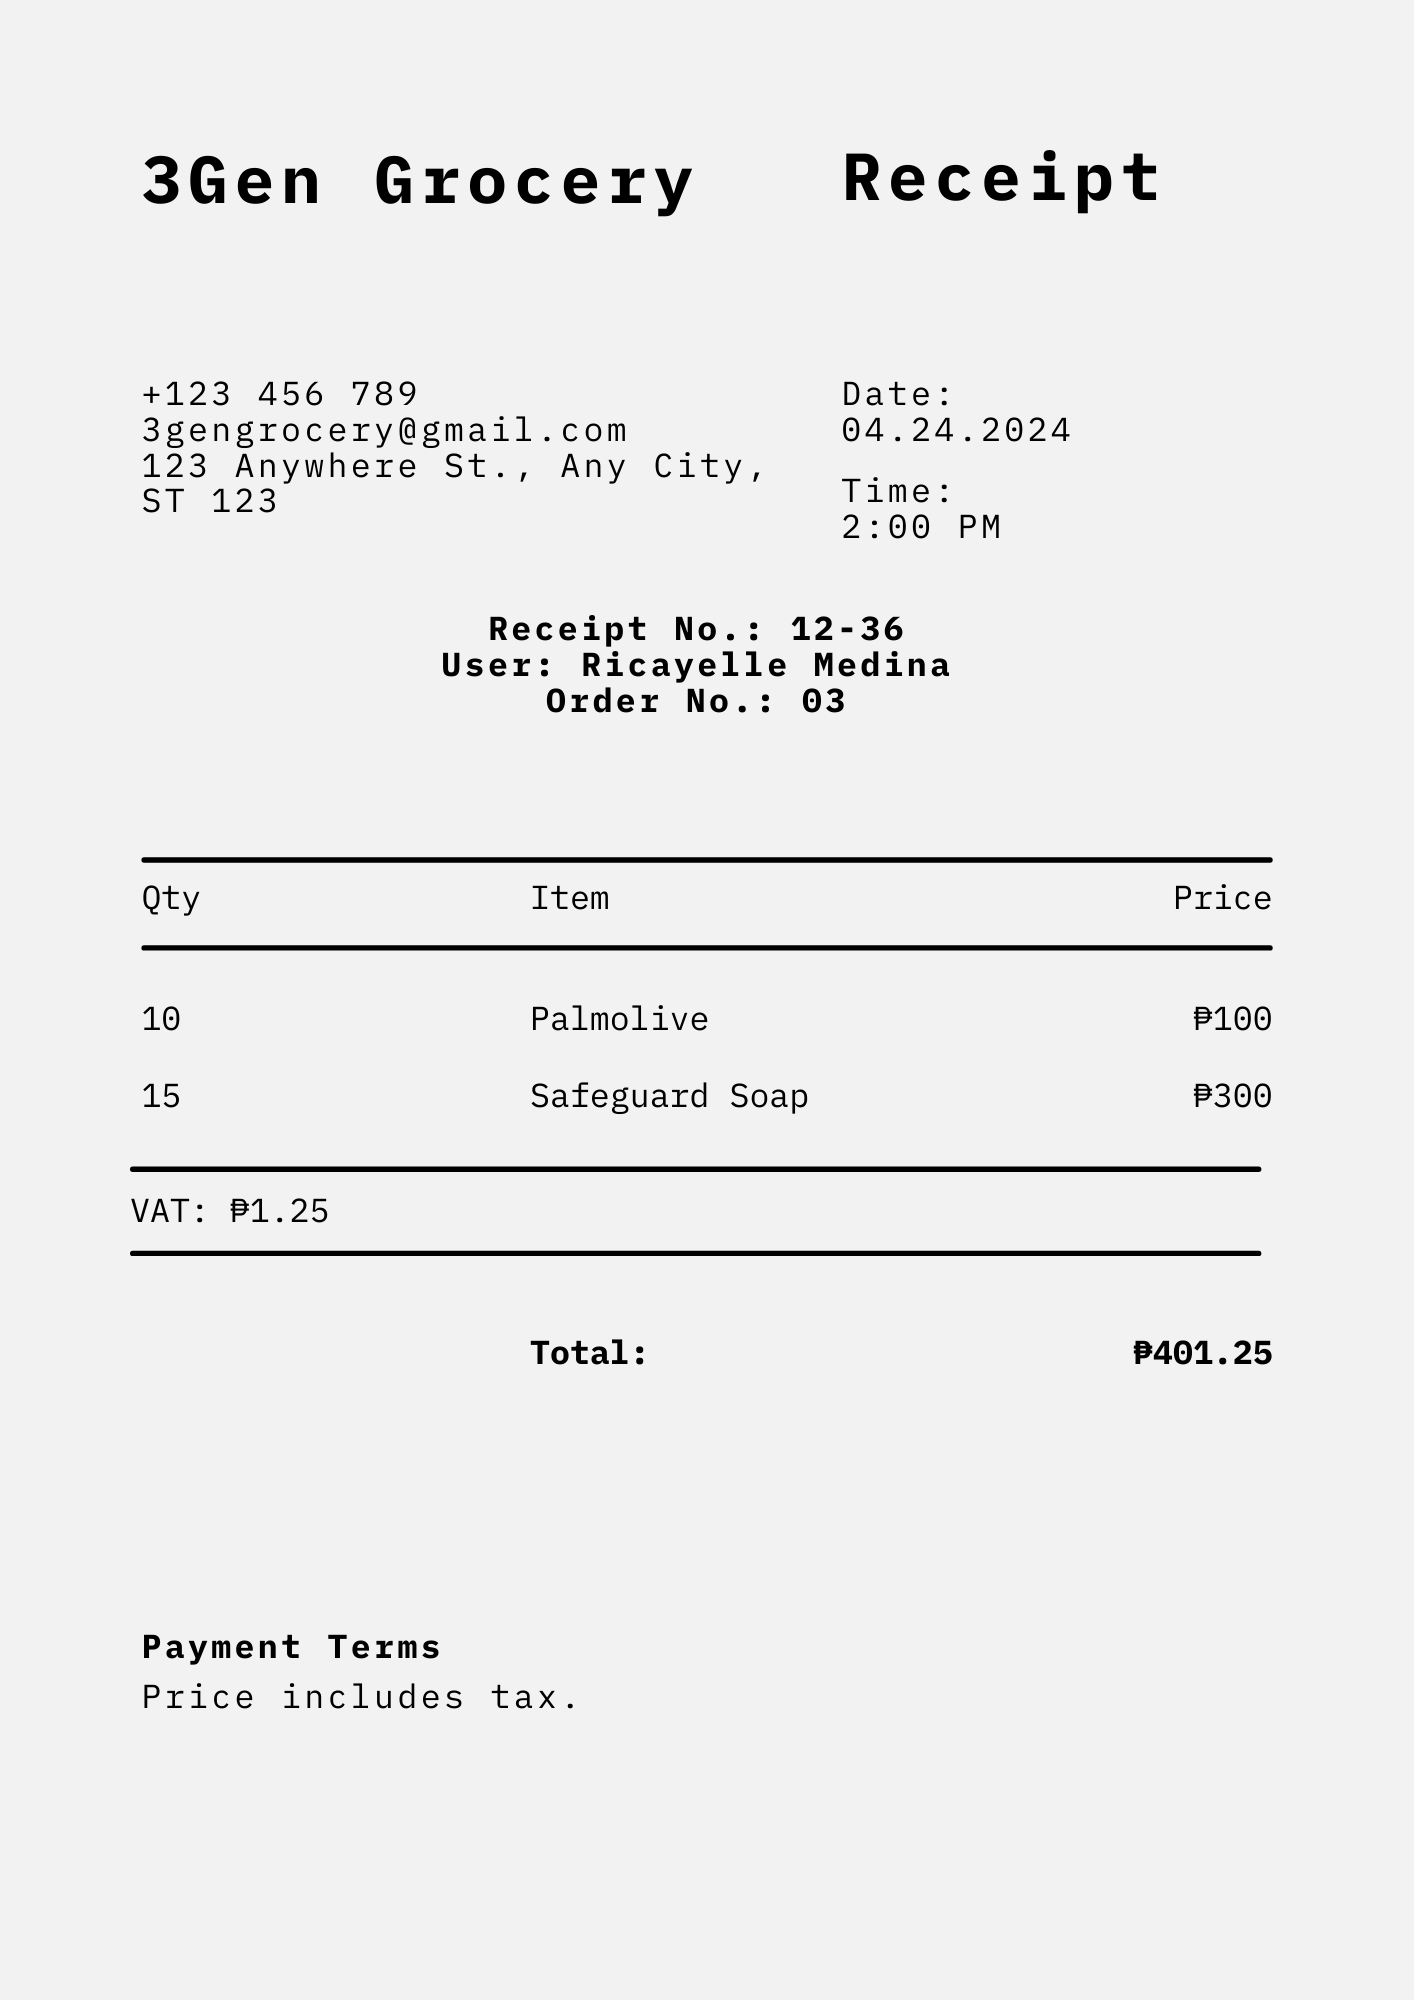 3Gen Grocery
Receipt
+123 456 789
3gengrocery@gmail.com
123 Anywhere St., Any City,
ST 123
Date:
04.24.2024
Time:
2:00 PM
Receipt No.: 12-36
User: Ricayelle Medina
Order No.: 03
Qty Item Price
10 Palmolive ₱100
15 Safeguard Soap ₱300
VAT: ₱1.25
Total: ₱401.25
Payment Terms
Price includes tax.